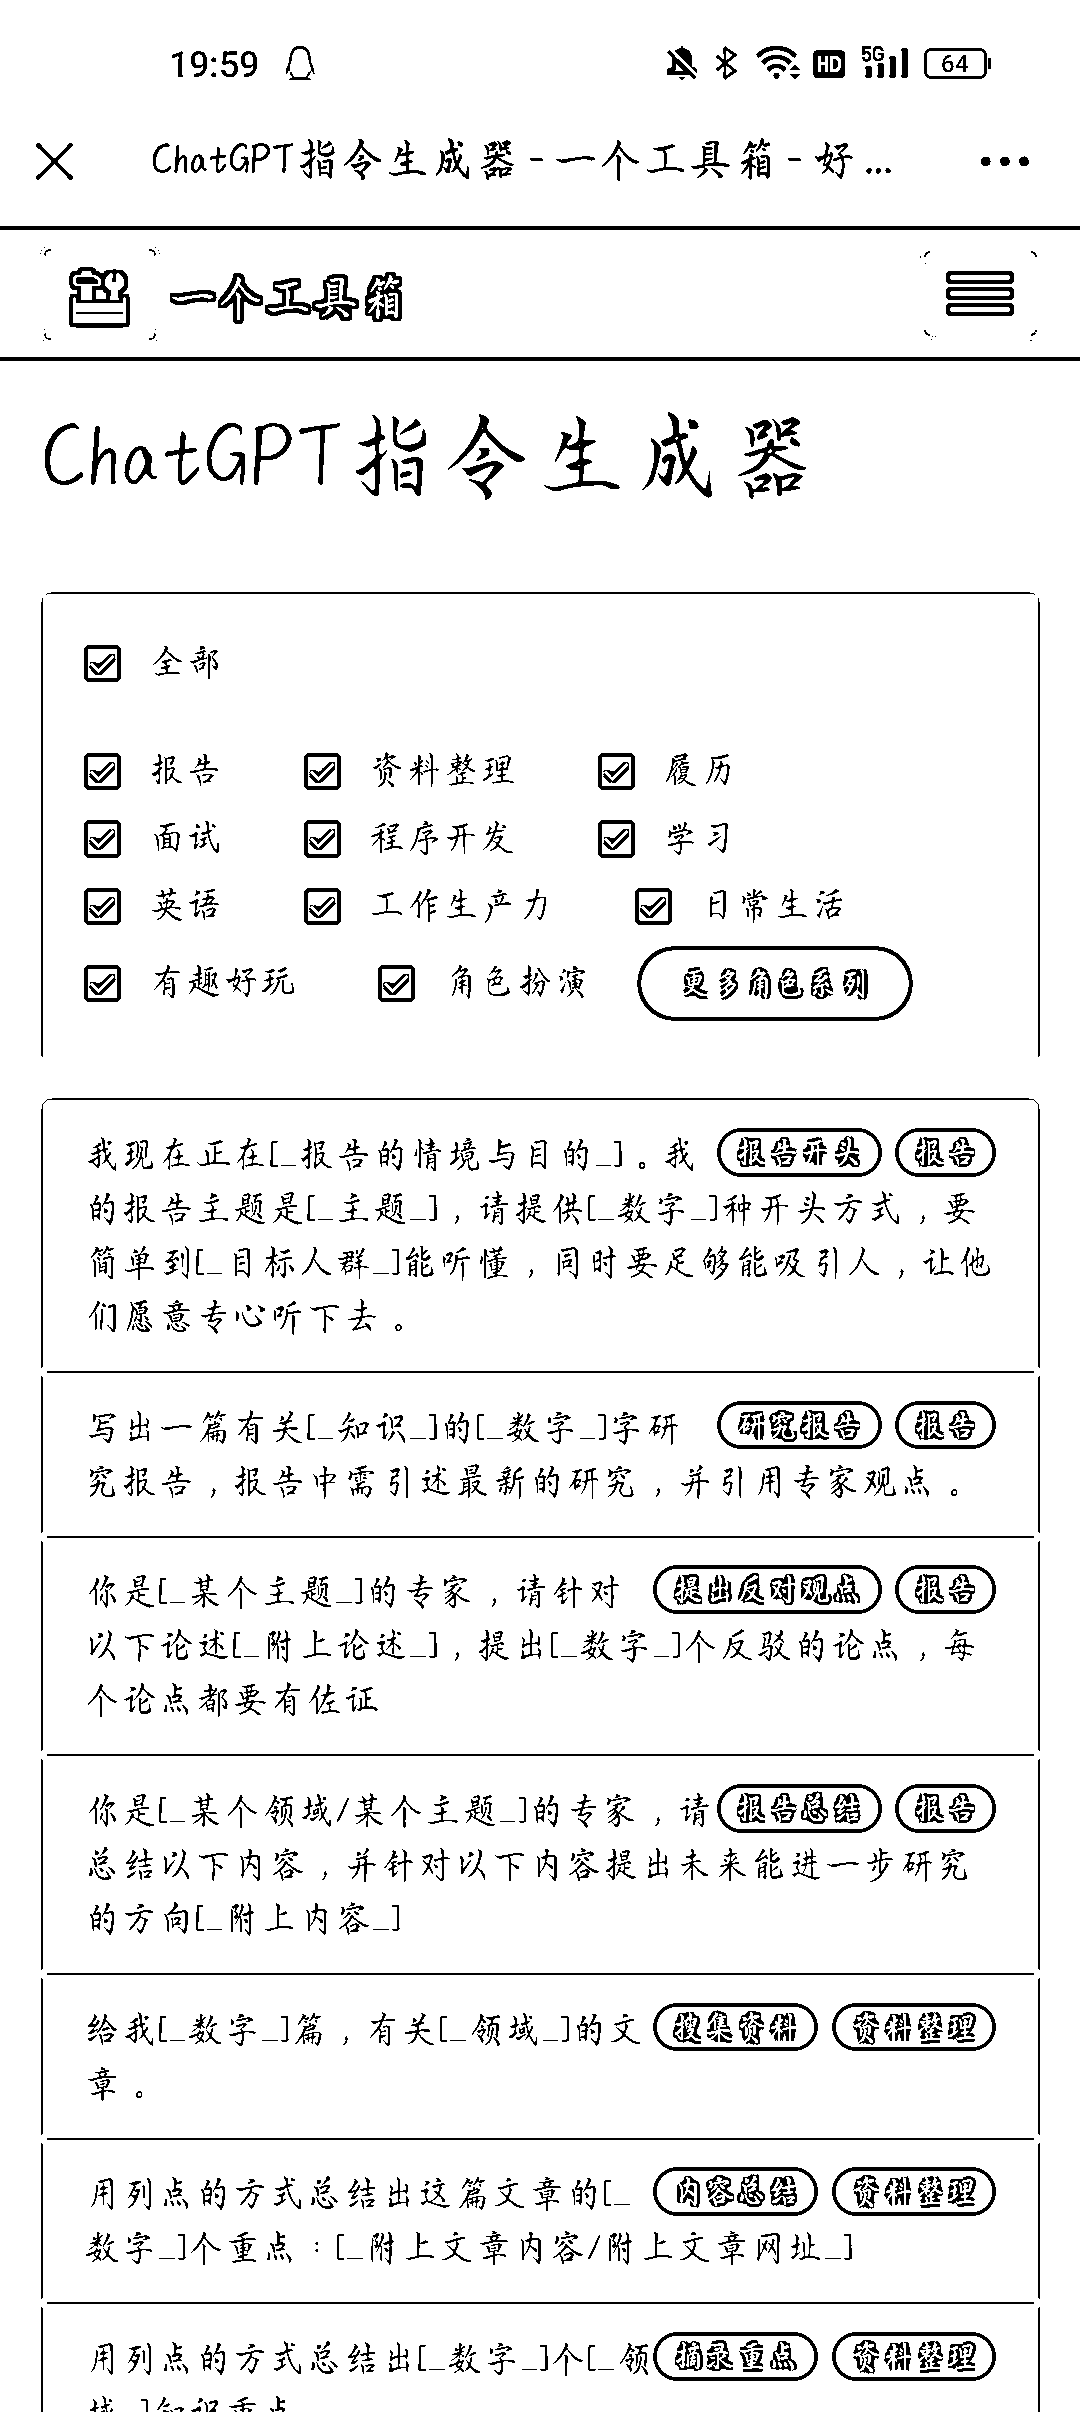 19:59
5G
HD
64
ChatGPT指令生成器 - 一个工具箱 - 好...
一个工具箱
ChatGPT指令生成器
全部
报告 资料整理 履历
面试 程序开发 学习
英语 工作生产力 日常生活
有趣好玩 角色扮演 更多角色系列
我现在正在[_报告的情境与目的_]。我 报告开头 报告
的报告主题是[_主题_]，请提供[_数字_]种开头方式，要
简单到[_目标人群_]能听懂，同时要足够能吸引人，让他
们愿意专心听下去。
写出一篇有关[_知识_]的[_数字_]字研 研究报告 报告
究报告，报告中需引述最新的研究，并引用专家观点。
你是[_某个主题_]的专家，请针对 提出反对观点 报告
以下论述[_附上论述_]，提出[_数字_]个反驳的论点，每
个论点都要有佐证
你是[_某个领域/某个主题_]的专家，请 报告总结 报告
总结以下内容，并针对以下内容提出未来能进一步研究
的方向[_附上内容_]
给我[_数字_]篇，有关[_领域_]的文 搜集资料 资料整理
章。
用列点的方式总结出这篇文章的[_ 内容总结 资料整理
数字_]个重点：[_附上文章内容/附上文章网址_]
用列点的方式总结出[_数字_]个[_领 摘录重点 资料整理
域_]知识重点